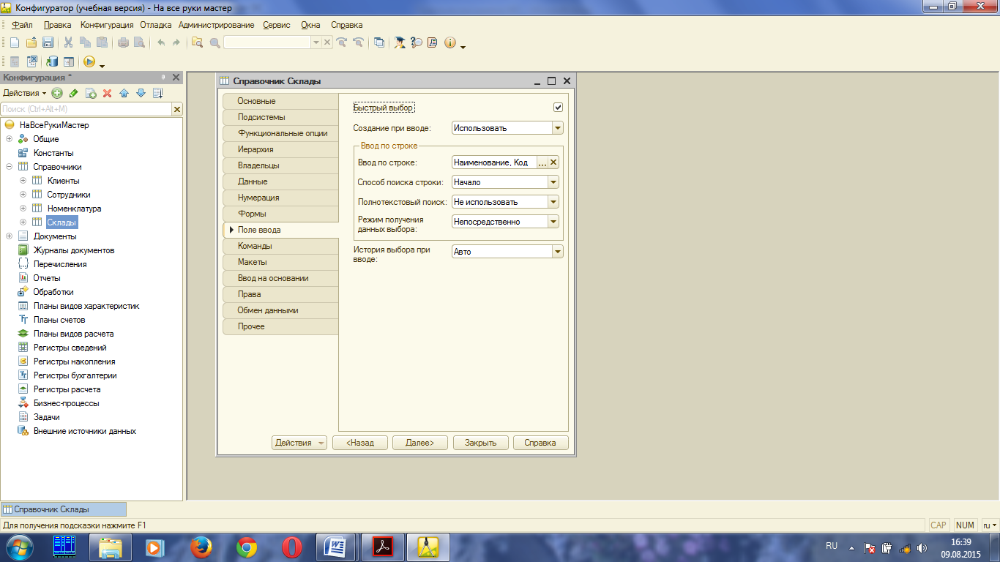 Конфигуратор (учебная версия) - На все руки мастер
Файл Правка Конфигурация Отладка Администрирование Сервис Окна Справка
Конфигурация *
Действия
Поиск (Ctrl+Alt+M)
НаВсеРукиМастер
Общие
Константы
Справочники
Клиенты
Сотрудники
Номенклатура
Склады
Документы
Журналы документов
Перечисления
Отчеты
Обработки
Планы видов характеристик
Планы счетов
Планы видов расчета
Регистры сведений
Регистры накопления
Регистры бухгалтерии
Регистры расчета
Бизнес-процессы
Задачи
Внешние источники данных
Справочник Склады
Основные
Подсистемы
Функциональные опции
Иерархия
Владельцы
Данные
Нумерация
Формы
Поле ввода
Команды
Макеты
Ввод на основании
Права
Обмен данными
Прочее
Быстрый выбор
Создание при вводе: Использовать
Ввод по строке
Ввод по строке: Наименование, Код ...
Способ поиска строки: Начало
Полнотекстовый поиск: Не использовать
Режим получения
данных выбора: Непосредственно
История выбора при
вводе: Авто
Действия <Назад Далее> Закрыть Справка
Справочник Склады
Для получения подсказки нажмите F1
CAP NUM ru
RU
16:39
09.08.2015